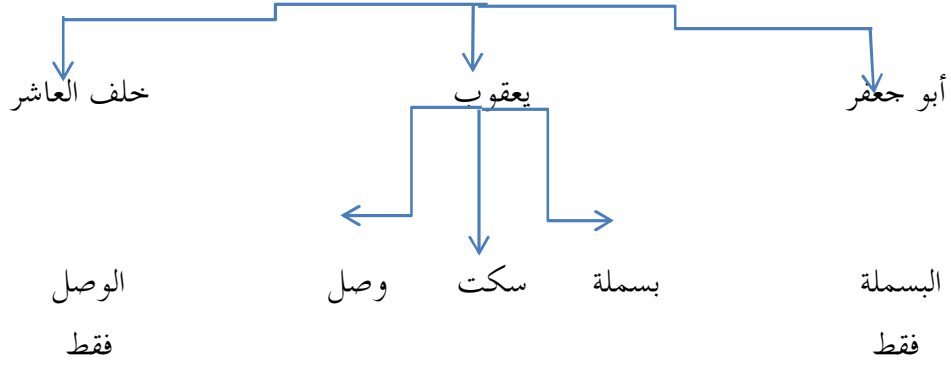 أبو جعفر يعقوب خلف العاشر
البسملة بسملة سكت وصل الوصل
فقط فقط